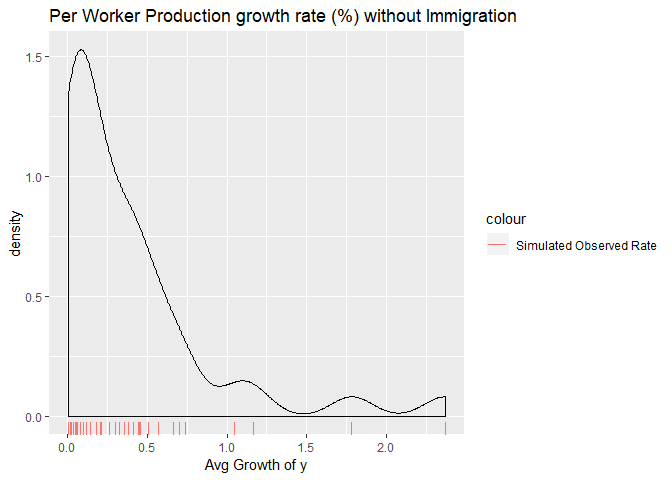 Per Worker Production growth rate (%) without Immigration
1.5
1.0
0.5
0.0
density
0.0 0.5 1.0 1.5 2.0
Avg Growth of y
colour
Simulated Observed Rate